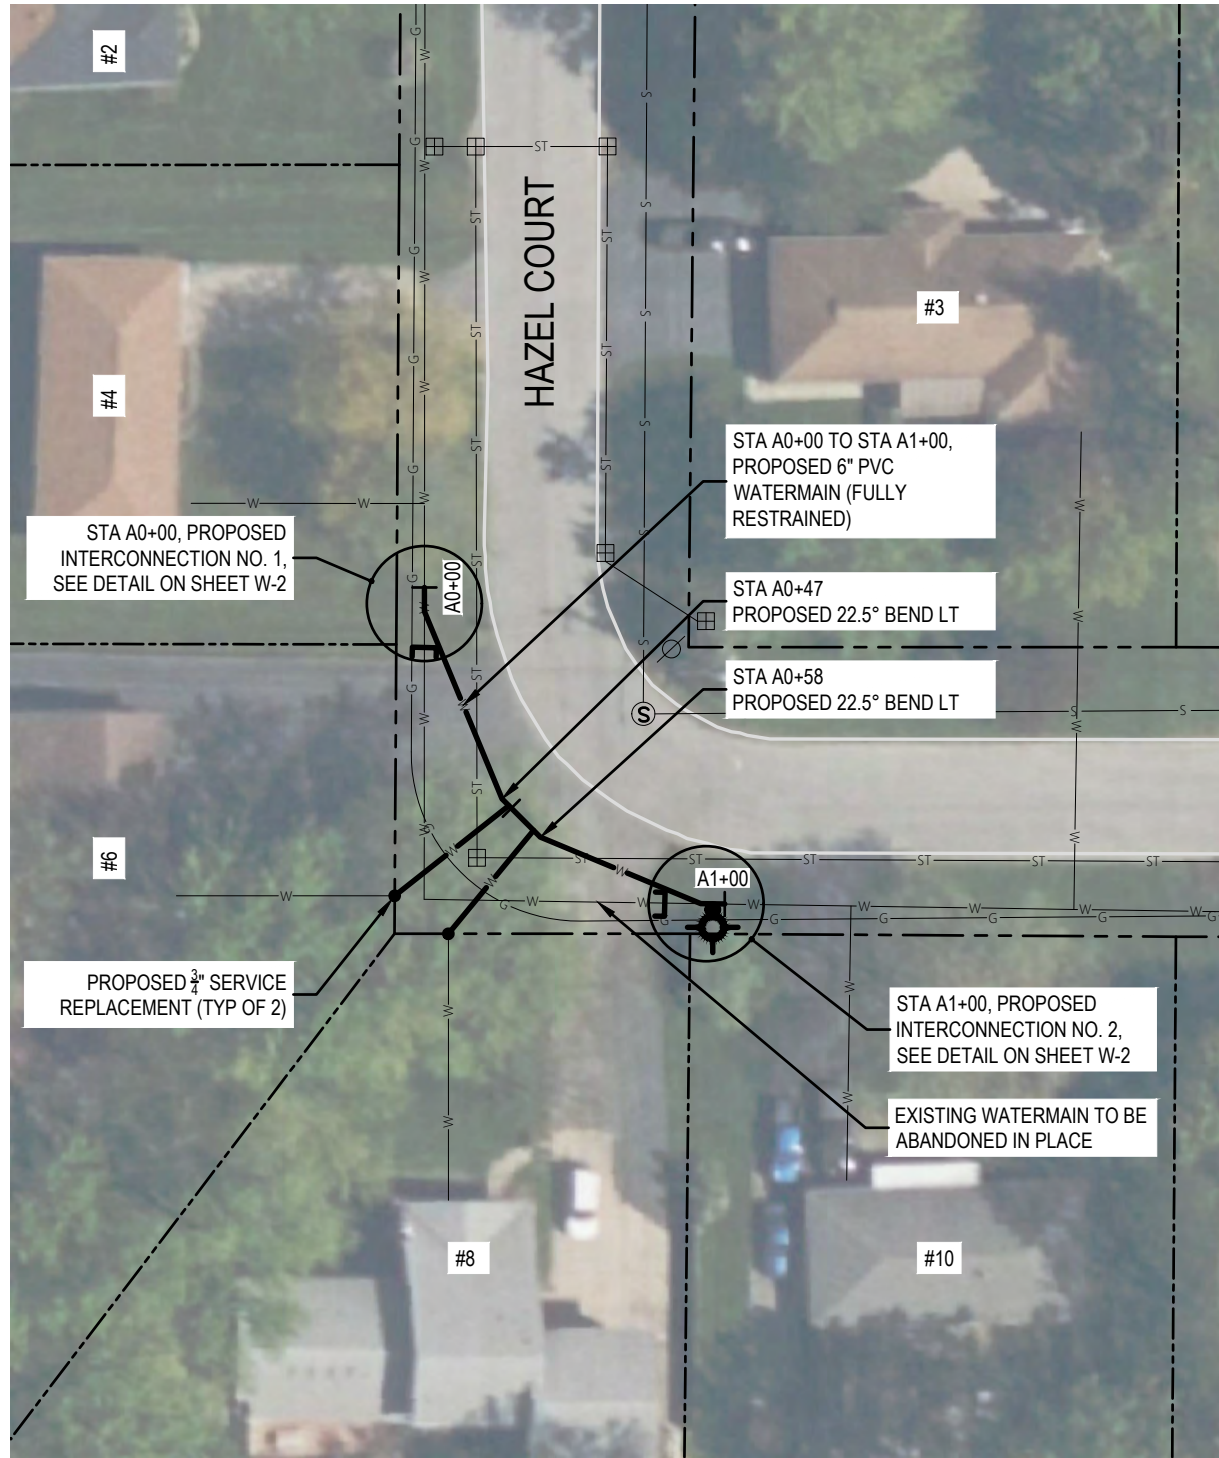 #2
HAZEL COURT
#3
#4
STA A0+00 TO STA A1+00,
PROPOSED 6" PVC
WATERMAIN (FULLY
RESTRAINED)
STA A0+00, PROPOSED
INTERCONNECTION NO. 1,
SEE DETAIL ON SHEET W-2
A0+00
STA A0+47
PROPOSED 22.5° BEND LT
STA A0+58
PROPOSED 22.5° BEND LT
S
#6
A1+00
PROPOSED 3/4" SERVICE
REPLACEMENT (TYP OF 2)
STA A1+00, PROPOSED
INTERCONNECTION NO. 2,
SEE DETAIL ON SHEET W-2
EXISTING WATERMAIN TO BE
ABANDONED IN PLACE
#8
#10
G
W
ST
S